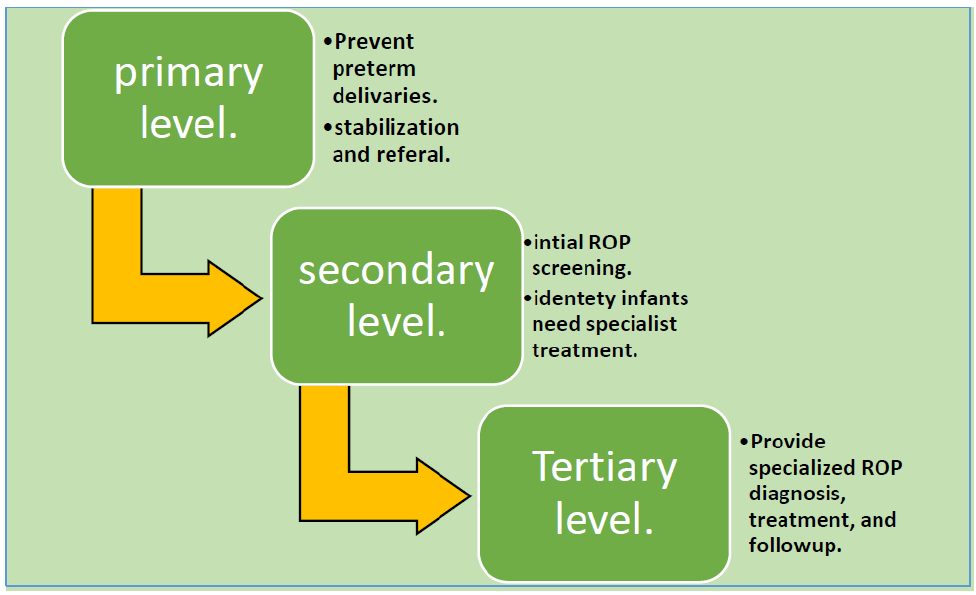 primary
level.
•Prevent
preterm
delivaries.
•stabilization
and referal.
secondary
level.
•intial ROP
screening.
•identety infants
need specialist
treatment.
Tertiary
level.
•Provide
specialized ROP
diagnosis,
treatment, and
followup.